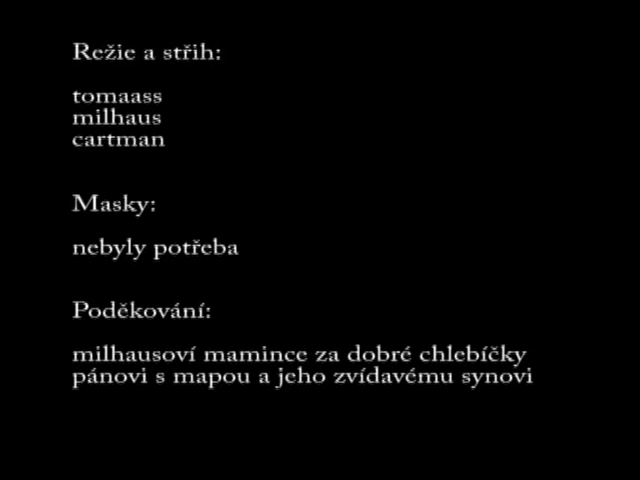 Režie a střih:
tomaass
milhaus
cartman
Masky:
nebyly potřeba
Poděkování:
milhausoví mamince za dobré chlebíčky
pánovi s mapou a jeho zvídavému synovi